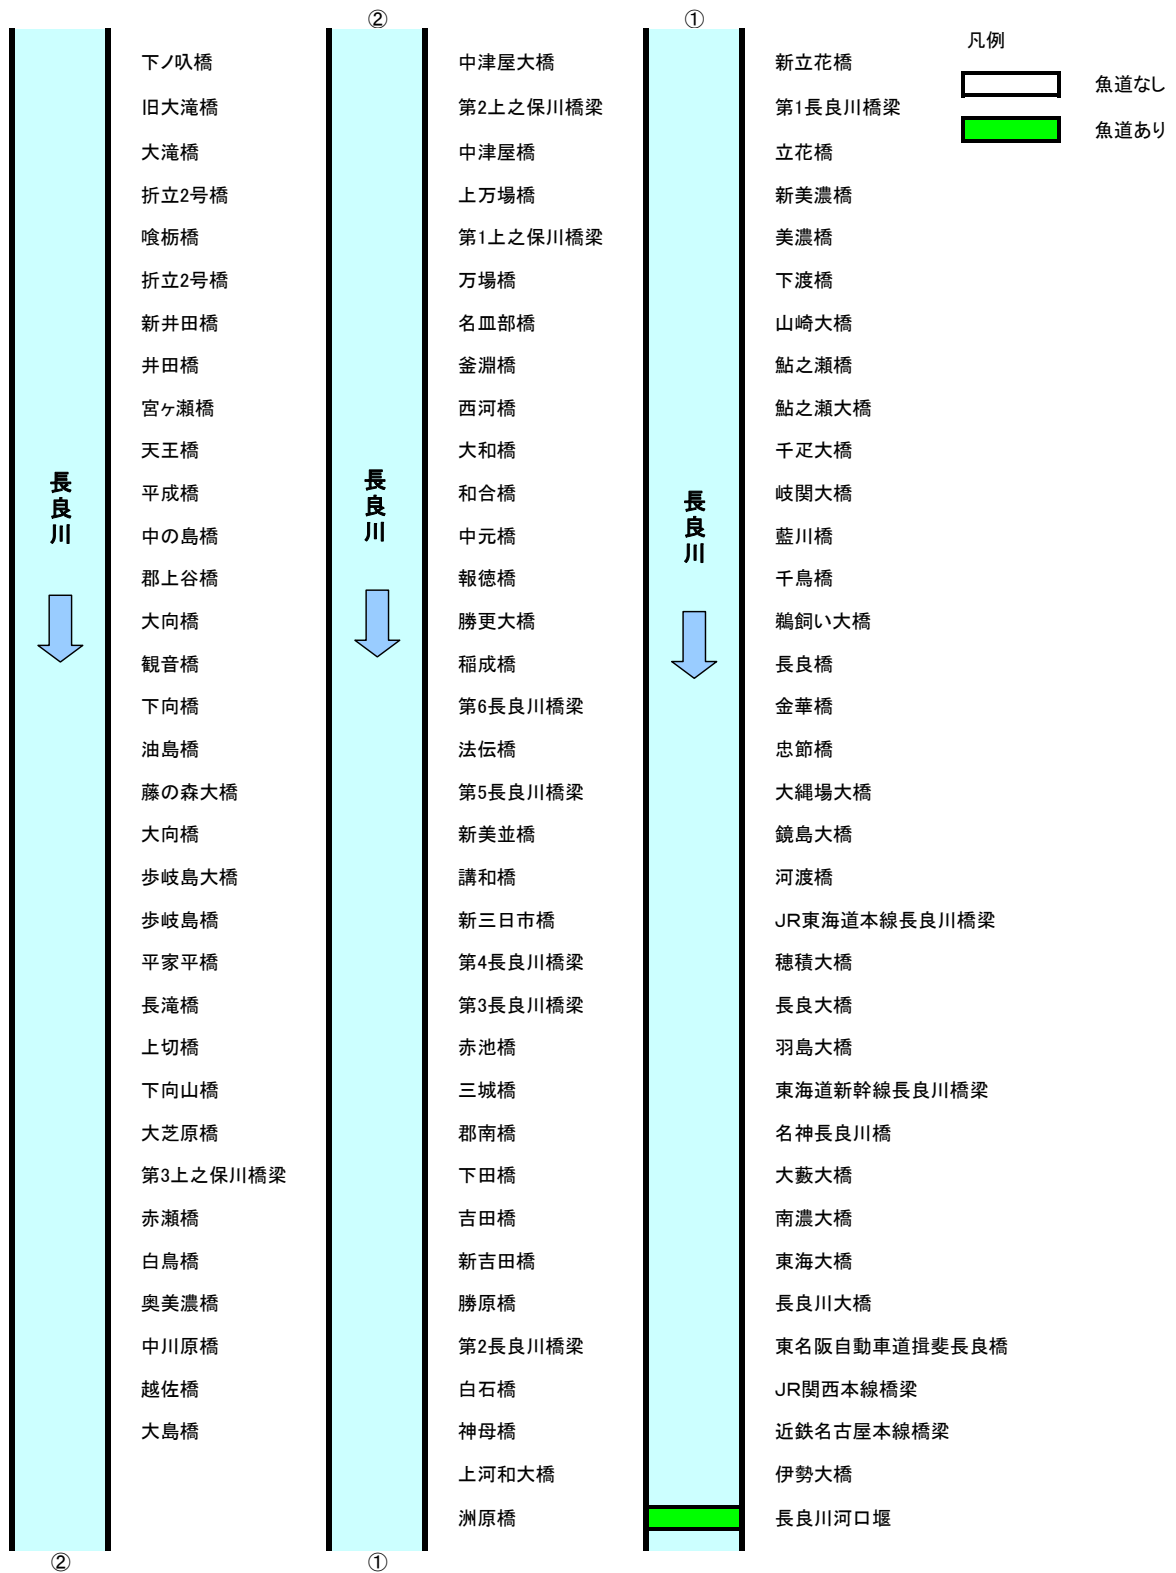 下ノ叺橋
旧大滝橋
大滝橋
折立2号橋
喰栃橋
折立2号橋
新井田橋
井田橋
宮ヶ瀬橋
天王橋
平成橋
中の島橋
郡上谷橋
大向橋
観音橋
下向橋
油島橋
藤の森大橋
大向橋
歩岐島大橋
歩岐島橋
平家平橋
長滝橋
上切橋
下向山橋
大芝原橋
第3上之保川橋梁
赤瀬橋
白鳥橋
奥美濃橋
中川原橋
越佐橋
大島橋
長良川
②
②
中津屋大橋
第2上之保川橋梁
中津屋橋
上万場橋
第1上之保川橋梁
万場橋
名皿部橋
釜淵橋
西河橋
大和橋
和合橋
中元橋
報徳橋
勝更大橋
稲成橋
第6長良川橋梁
法伝橋
第5長良川橋梁
新美並橋
講和橋
新三日市橋
第4長良川橋梁
第3長良川橋梁
赤池橋
三城橋
郡南橋
下田橋
吉田橋
新吉田橋
勝原橋
第2長良川橋梁
白石橋
神母橋
上河和大橋
洲原橋
長良川
①
①
新立花橋
第1長良川橋梁
立花橋
新美濃橋
美濃橋
下渡橋
山崎大橋
鮎之瀬橋
鮎之瀬大橋
千疋大橋
岐関大橋
藍川橋
千鳥橋
鵜飼い大橋
長良橋
金華橋
忠節橋
大縄場大橋
鏡島大橋
河渡橋
JR東海道本線長良川橋梁
穂積大橋
長良大橋
羽島大橋
東海道新幹線長良川橋梁
名神長良川橋
大藪大橋
南濃大橋
東海大橋
長良川大橋
東名阪自動車道揖斐長良橋
JR関西本線橋梁
近鉄名古屋本線橋梁
伊勢大橋
長良川河口堰
長良川
凡例
魚道なし
魚道あり